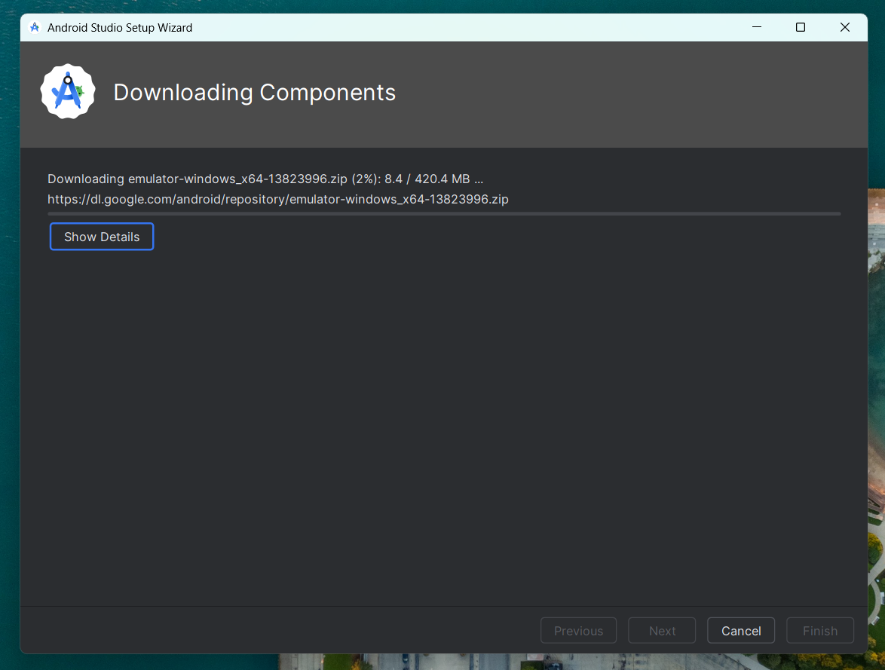 Android Studio Setup Wizard
Downloading Components
Downloading emulator-windows_x64-13823996.zip (2%): 8.4 / 420.4 MB ...
https://dl.google.com/android/repository/emulator-windows_x64-13823996.zip
Show Details
Previous Next Cancel Finish